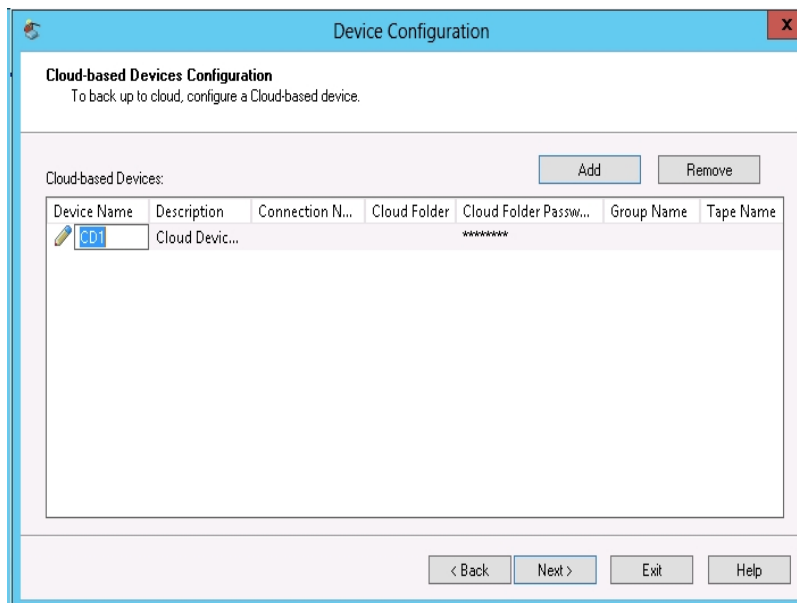 Device Configuration
x
Cloud-based Devices Configuration
To back up to cloud, configure a Cloud-based device.
Add Remove
Cloud-based Devices:
Device Name Description Connection N... Cloud Folder Cloud Folder Passw... Group Name Tape Name
CD1 Cloud Devic... ********
< Back Next > Exit Help